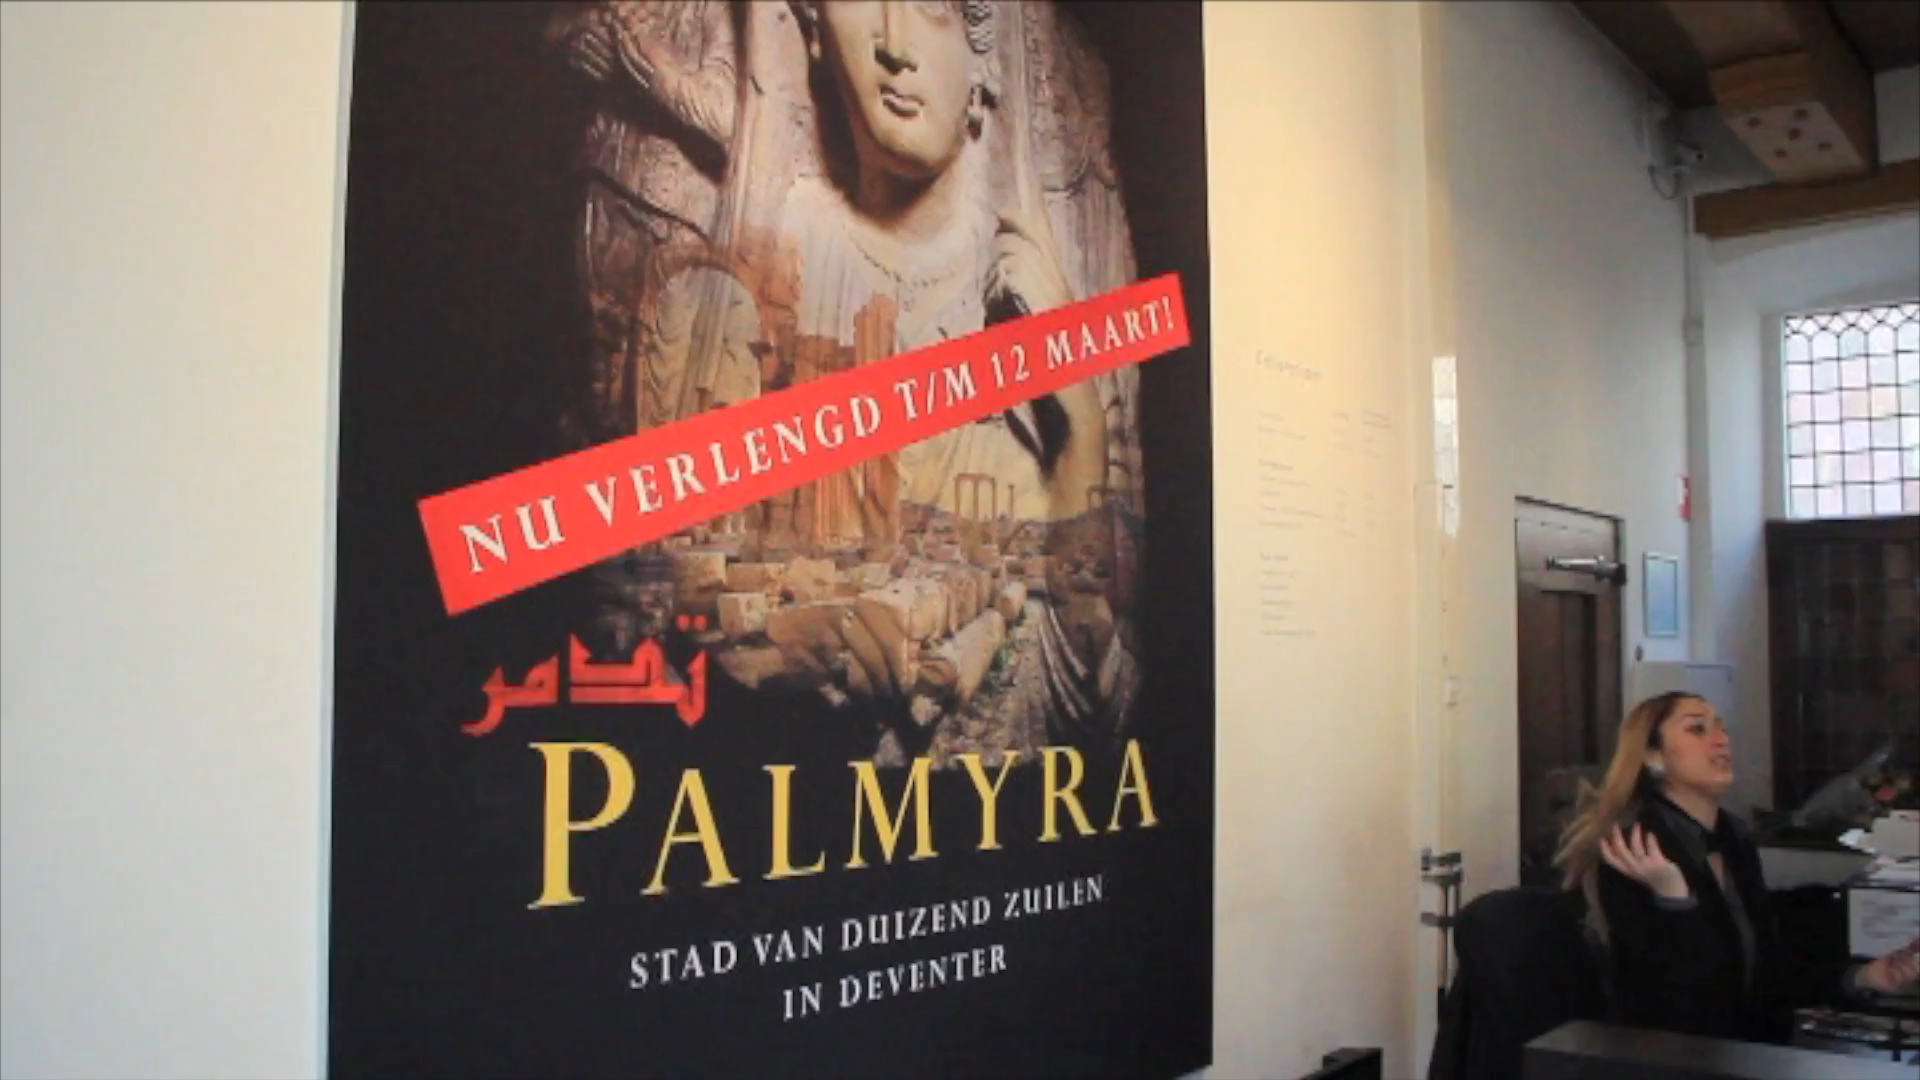 NU VERLENGD T/M 12 MAART!
تدمر
PALMYRA
STAD VAN DUIZEND ZUILEN
IN DEVENTER